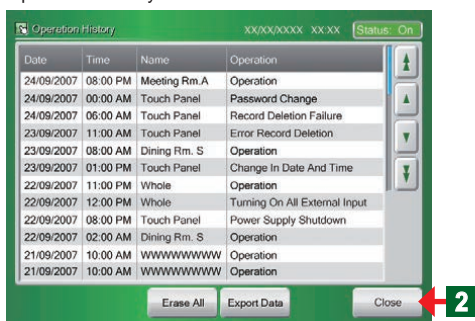 Operation History XX/XX/XXXX XX:XX Status: On
Date Time Name Operation
24/09/2007 08:00 PM Meeting Rm.A Operation
24/09/2007 00:00 AM Touch Panel Password Change
24/09/2007 06:00 AM Touch Panel Record Deletion Failure
23/09/2007 11:00 AM Touch Panel Error Record Deletion
23/09/2007 08:00 AM Dining Rm. S Operation
23/09/2007 01:00 PM Touch Panel Change In Date And Time
22/09/2007 11:00 PM Whole Operation
22/09/2007 12:00 PM Whole Turning On All External Input
22/09/2007 08:00 PM Touch Panel Power Supply Shutdown
22/09/2007 02:00 AM Dining Rm. S Operation
21/09/2007 10:00 AM WWWWWWWW Operation
21/09/2007 10:00 AM WWWWWWWW Operation
Erase All Export Data Close 2